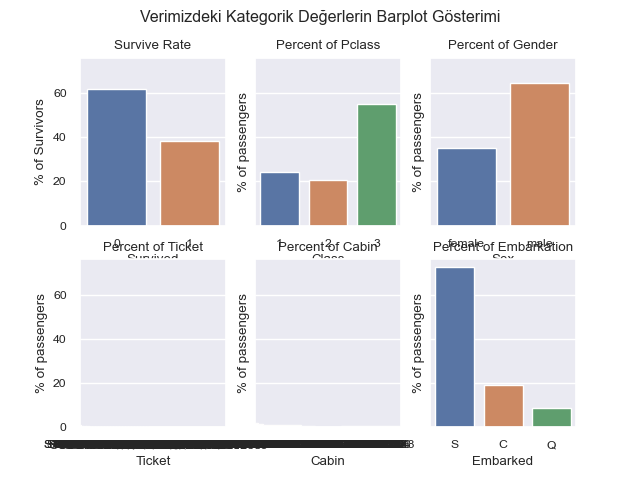 Verimizdeki Kategorik Değerlerin Barplot Gösterimi
Survive Rate
Percent of Pclass
Percent of Gender
% of Survivors
% of passengers
% of passengers
60
40
20
0
0 1
1 2 3
female male
Survived
Class
Sex
Percent of Ticket
Percent of Cabin
Percent of Embarkation
% of passengers
% of passengers
% of passengers
60
40
20
0
S C Q
Ticket
Cabin
Embarked